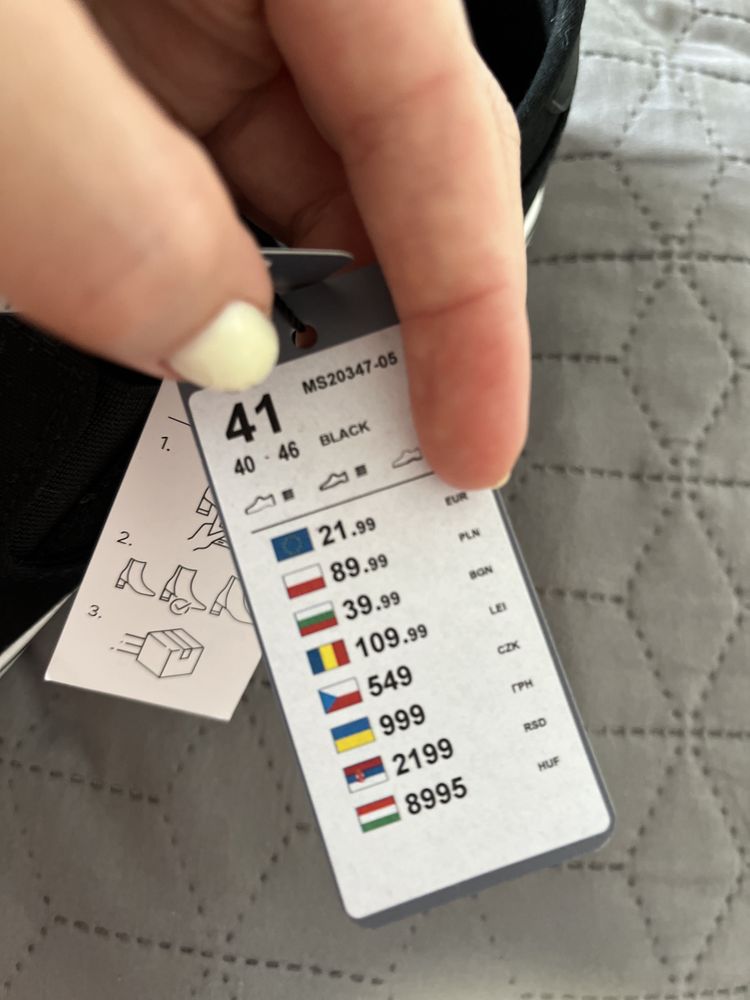 MS20347-05
41
40 - 46 BLACK
21.99 EUR
89.99 PLN
39.99 BGN
109.99 LEI
549 CZK
999 ГРН
2199 RSD
8995 HUF
1.
2.
3.